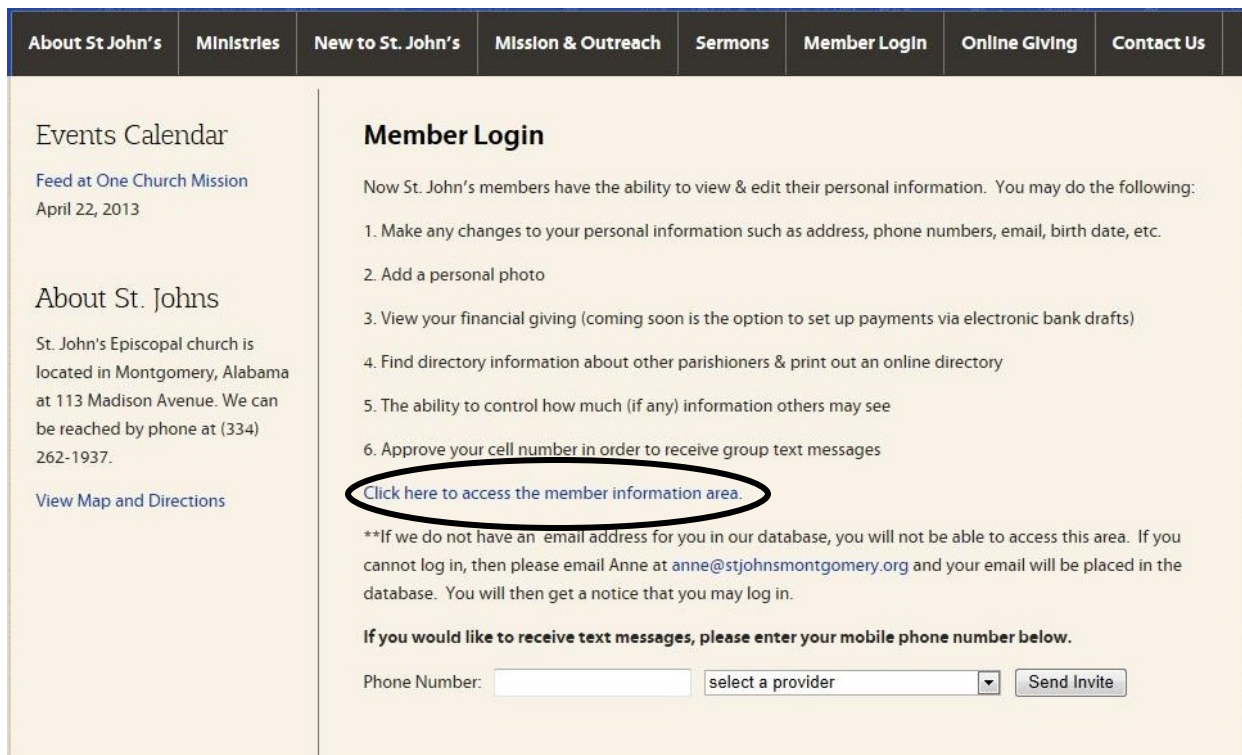 About St John's Ministries New to St. John's Mission & Outreach Sermons Member Login Online Giving Contact Us
Events Calendar
Feed at One Church Mission
April 22, 2013
About St. Johns
St. John's Episcopal church is
located in Montgomery, Alabama
at 113 Madison Avenue. We can
be reached by phone at (334)
262-1937.
View Map and Directions
Member Login
Now St. John's members have the ability to view & edit their personal information. You may do the following:
1. Make any changes to your personal information such as address, phone numbers, email, birth date, etc.
2. Add a personal photo
3. View your financial giving (coming soon is the option to set up payments via electronic bank drafts)
4. Find directory information about other parishioners & print out an online directory
5. The ability to control how much (if any) information others may see
6. Approve your cell number in order to receive group text messages
Click here to access the member information area.
**If we do not have an email address for you in our database, you will not be able to access this area. If you
cannot log in, then please email Anne at anne@stjohnsmontgomery.org and your email will be placed in the
database. You will then get a notice that you may log in.
If you would like to receive text messages, please enter your mobile phone number below.
Phone Number: select a provider Send Invite